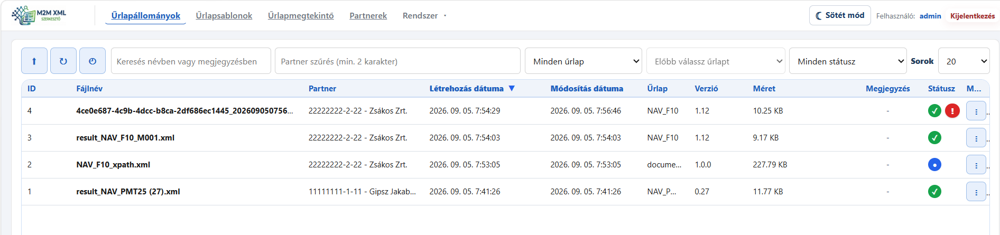 M2M XML
SZERKESZTŐ
Űrlapállományok Űrlapsablonok Űrlapmegtekintő Partnerek Rendszer
Sötét mód Felhasználó: admin Kijelentkezés
Keresés névben vagy megjegyzésben Partner szűrés (min. 2 karakter) Minden űrlap Előbb válassz űrlapt Minden státusz Sorok 20
ID Fájlnév Partner Létrehozás dátuma ▼ Módosítás dátuma Űrlap Verzió Méret Megjegyzés Státusz M...
4 4ce0e687-4c9b-4dcc-b8ca-2df686ec1445_202609050756... 22222222-2-22 - Zsákos Zrt. 2026. 09. 05. 7:54:29 2026. 09. 05. 7:56:46 NAV_F10 1.12 10.25 KB -
3 result_NAV_F10_M001.xml 22222222-2-22 - Zsákos Zrt. 2026. 09. 05. 7:54:03 2026. 09. 05. 7:54:03 NAV_F10 1.12 9.17 KB -
2 NAV_F10_xpath.xml 22222222-2-22 - Zsákos Zrt. 2026. 09. 05. 7:53:05 2026. 09. 05. 7:53:05 docume... 1.0.0 227.79 KB -
1 result_NAV_PMT25 (27).xml 11111111-1-11 - Gipsz Jakab... 2026. 09. 05. 7:41:26 2026. 09. 05. 7:41:26 NAV_P... 0.27 11.77 KB -